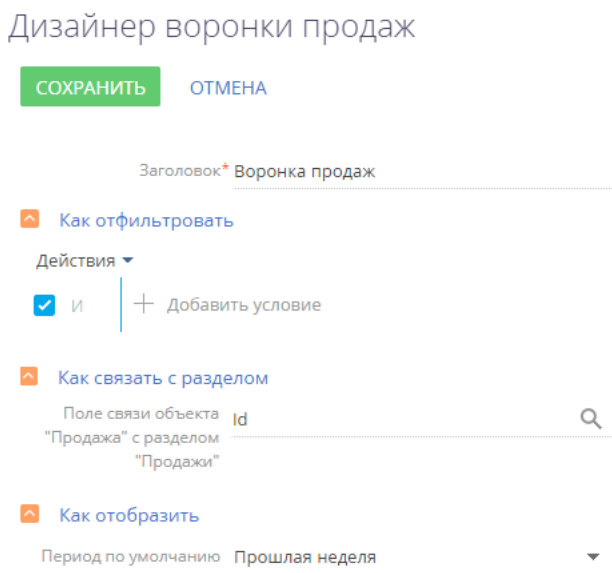 Дизайнер воронки продаж
СОХРАНИТЬ ОТМЕНА
Заголовок* Воронка продаж
Как отфильтровать
Действия
И Добавить условие
Как связать с разделом
Поле связи объекта
"Продажа" с разделом
"Продажи"
Id
Как отобразить
Период по умолчанию Прошлая неделя